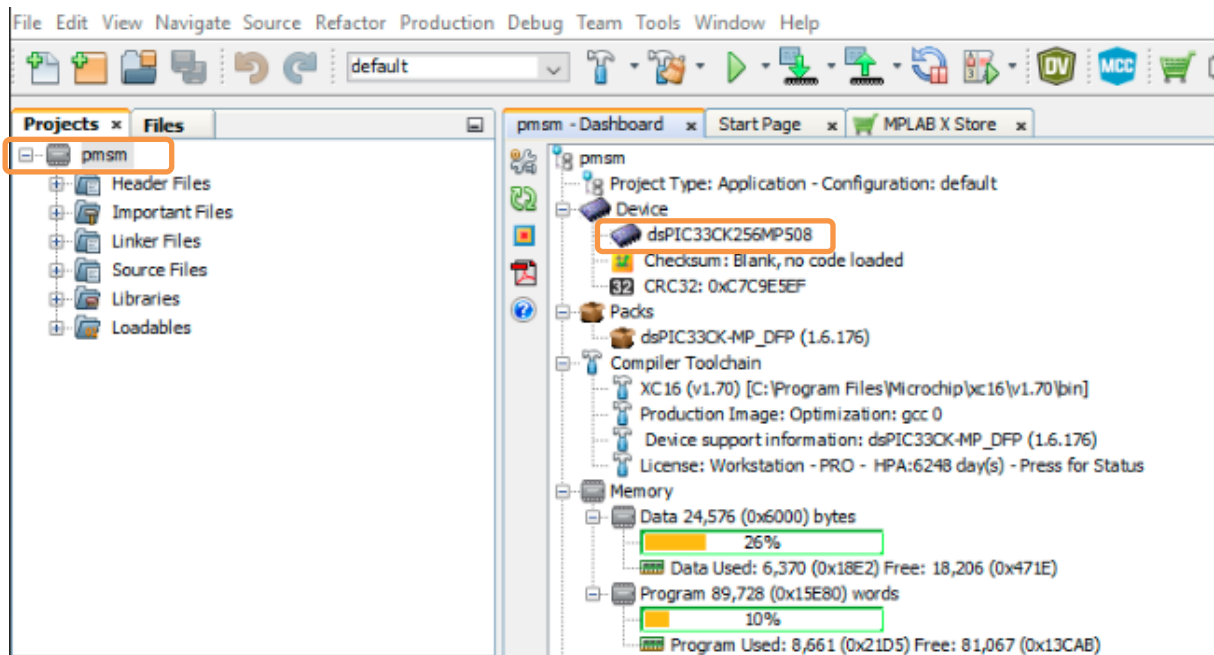 File Edit View Navigate Source Refactor Production Debug Team Tools Window Help
default
DV
MCC
Projects
Files
pmsm
Header Files
Important Files
Linker Files
Source Files
Libraries
Loadables
pmsm - Dashboard
Start Page
MPLAB X Store
pmsm
Project Type: Application - Configuration: default
Device
dsPIC33CK256MP508
Checksum: Blank, no code loaded
32 CRC32: 0xC7C9E5EF
Packs
dsPIC33CK-MP_DFP (1.6.176)
Compiler Toolchain
XC16 (v1.70) [C:\Program Files\Microchip\xc16\v1.70\bin]
Production Image: Optimization: gcc 0
Device support information: dsPIC33CK-MP_DFP (1.6.176)
License: Workstation - PRO - HPA:6248 day(s) - Press for Status
Memory
Data 24,576 (0x6000) bytes
26%
Data Used: 6,370 (0x18E2) Free: 18,206 (0x471E)
Program 89,728 (0x15E80) words
10%
Program Used: 8,661 (0x21D5) Free: 81,067 (0x13CAB)